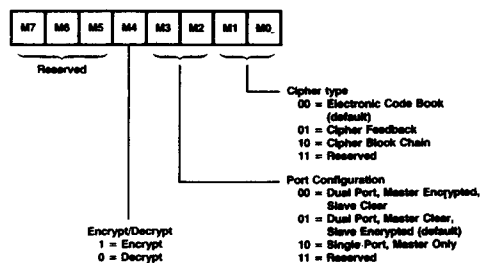 M7 M6 M5 M4 M3 M2 M1 M0
Reserved
Cipher type
00 = Electronic Code Book
(default)
01 = Cipher Feedback
10 = Cipher Block Chain
11 = Reserved
Port Configuration
00 = Dual Port, Master Encrypted,
Slave Clear
01 = Dual Port, Master Clear,
Slave Enerypted (default)
10 = Single Port, Master Only
11 = Reserved
Encrypt/Decrypt
1 = Encrypt
0 = Decrypt